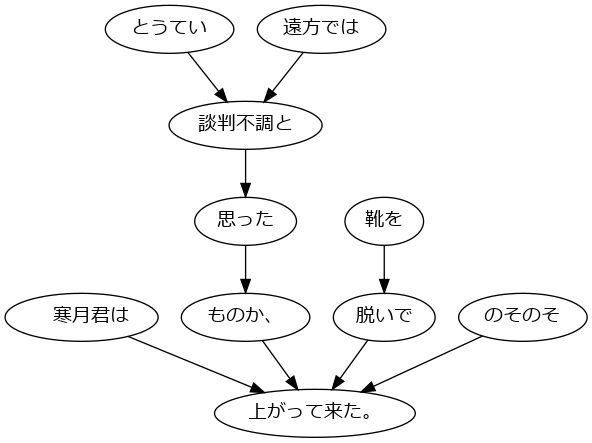 とうてい 遠方では
談判不調と
思った 靴を
寒月君は ものか、 脱いで のそのそ
上がって来た。